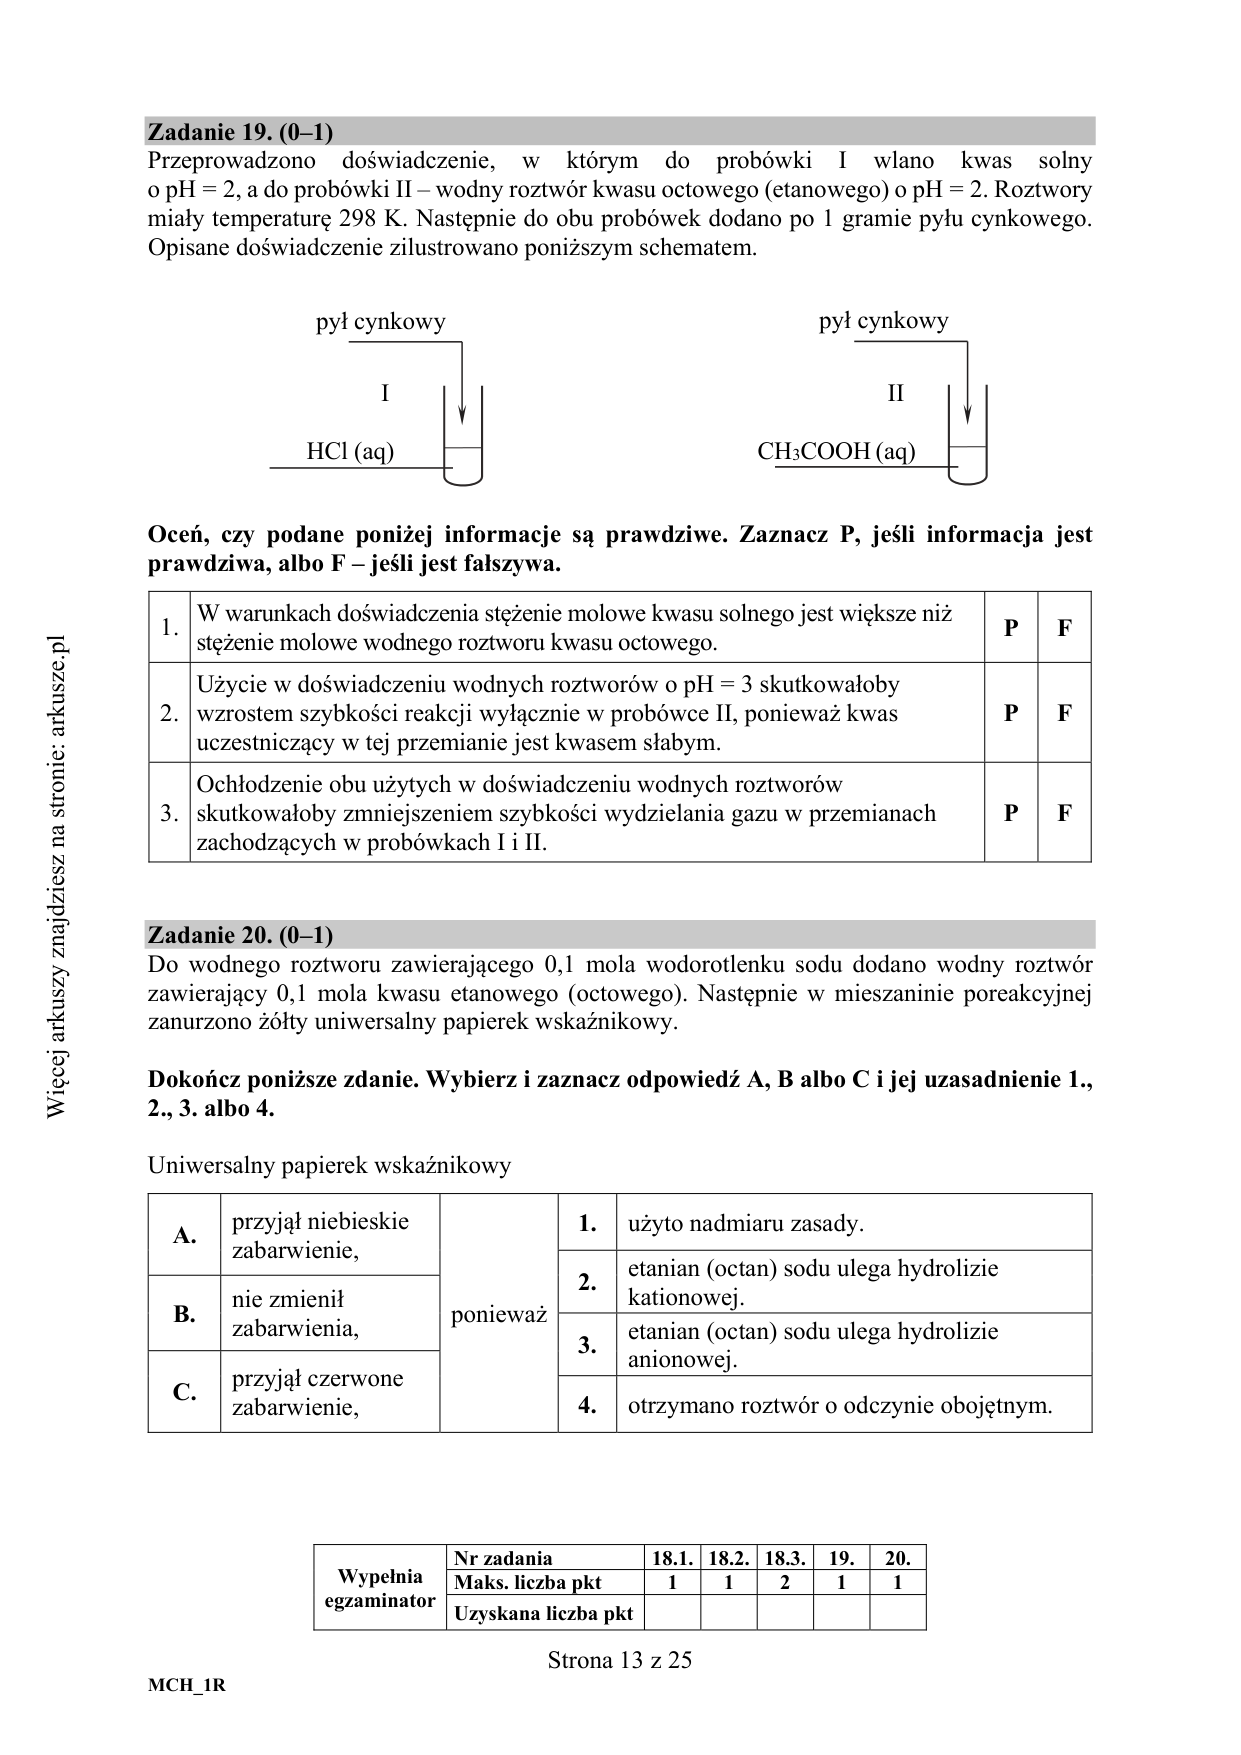 Zadanie 19. (0–1)
Przeprowadzono doświadczenie, w którym do probówki I wlano kwas solny
o pH = 2, a do probówki II – wodny roztwór kwasu octowego (etanowego) o pH = 2. Roztwory
miały temperaturę 298 K. Następnie do obu probówek dodano po 1 gramie pyłu cynkowego.
Opisane doświadczenie zilustrowano poniższym schematem.
pył cynkowy
I
HCl (aq)
pył cynkowy
II
CH₃COOH (aq)
Oceń, czy podane poniżej informacje są prawdziwe. Zaznacz P, jeśli informacja jest
prawdziwa, albo F – jeśli jest fałszywa.
1. W warunkach doświadczenia stężenie molowe kwasu solnego jest większe niż
stężenie molowe wodnego roztworu kwasu octowego. P F
2. Użycie w doświadczeniu wodnych roztworów o pH = 3 skutkowałoby
wzrostem szybkości reakcji wyłącznie w probówce II, ponieważ kwas
uczestniczący w tej przemianie jest kwasem słabym. P F
3. Ochłodzenie obu użytych w doświadczeniu wodnych roztworów
skutkowałoby zmniejszeniem szybkości wydzielania gazu w przemianach
zachodzących w probówkach I i II. P F
Zadanie 20. (0–1)
Do wodnego roztworu zawierającego 0,1 mola wodorotlenku sodu dodano wodny roztwór
zawierający 0,1 mola kwasu etanowego (octowego). Następnie w mieszaninie poreakcyjnej
zanurzono żółty uniwersalny papierek wskaźnikowy.
Dokończ poniższe zdanie. Wybierz i zaznacz odpowiedź A, B albo C i jej uzasadnienie 1.,
2., 3. albo 4.
Uniwersalny papierek wskaźnikowy
A. przyjął niebieskie
zabarwienie,
B. nie zmienił
zabarwienia,
C. przyjął czerwone
zabarwienie,
ponieważ
1. użyto nadmiaru zasady.
2. etanian (octan) sodu ulega hydrolizie
kationowej.
3. etanian (octan) sodu ulega hydrolizie
anionowej.
4. otrzymano roztwór o odczynie obojętnym.
Wypełnia
egzaminator
Nr zadania 18.1. 18.2. 18.3. 19. 20.
Maks. liczba pkt 1 1 2 1 1
Uzyskana liczba pkt
Strona 13 z 25
MCH_1R
Więcej arkuszy znajdziesz na stronie: arkusze.pl